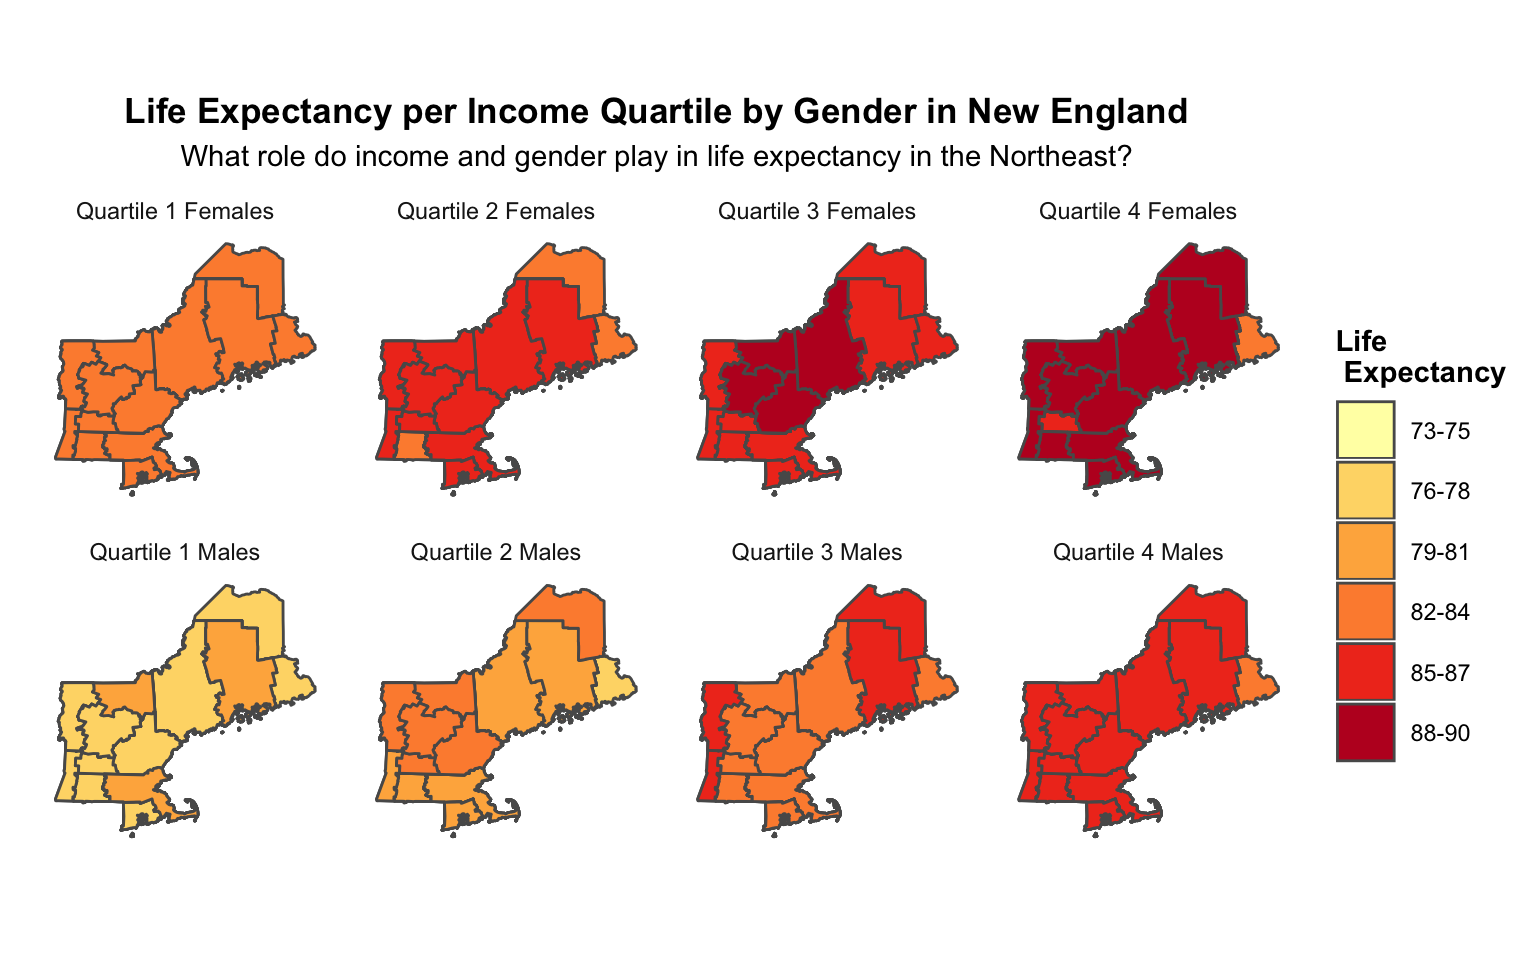 Life Expectancy per Income Quartile by Gender in New England
What role do income and gender play in life expectancy in the Northeast?
Quartile 1 Females
Quartile 2 Females
Quartile 3 Females
Quartile 4 Females
Quartile 1 Males
Quartile 2 Males
Quartile 3 Males
Quartile 4 Males
Life
Expectancy
73-75
76-78
79-81
82-84
85-87
88-90